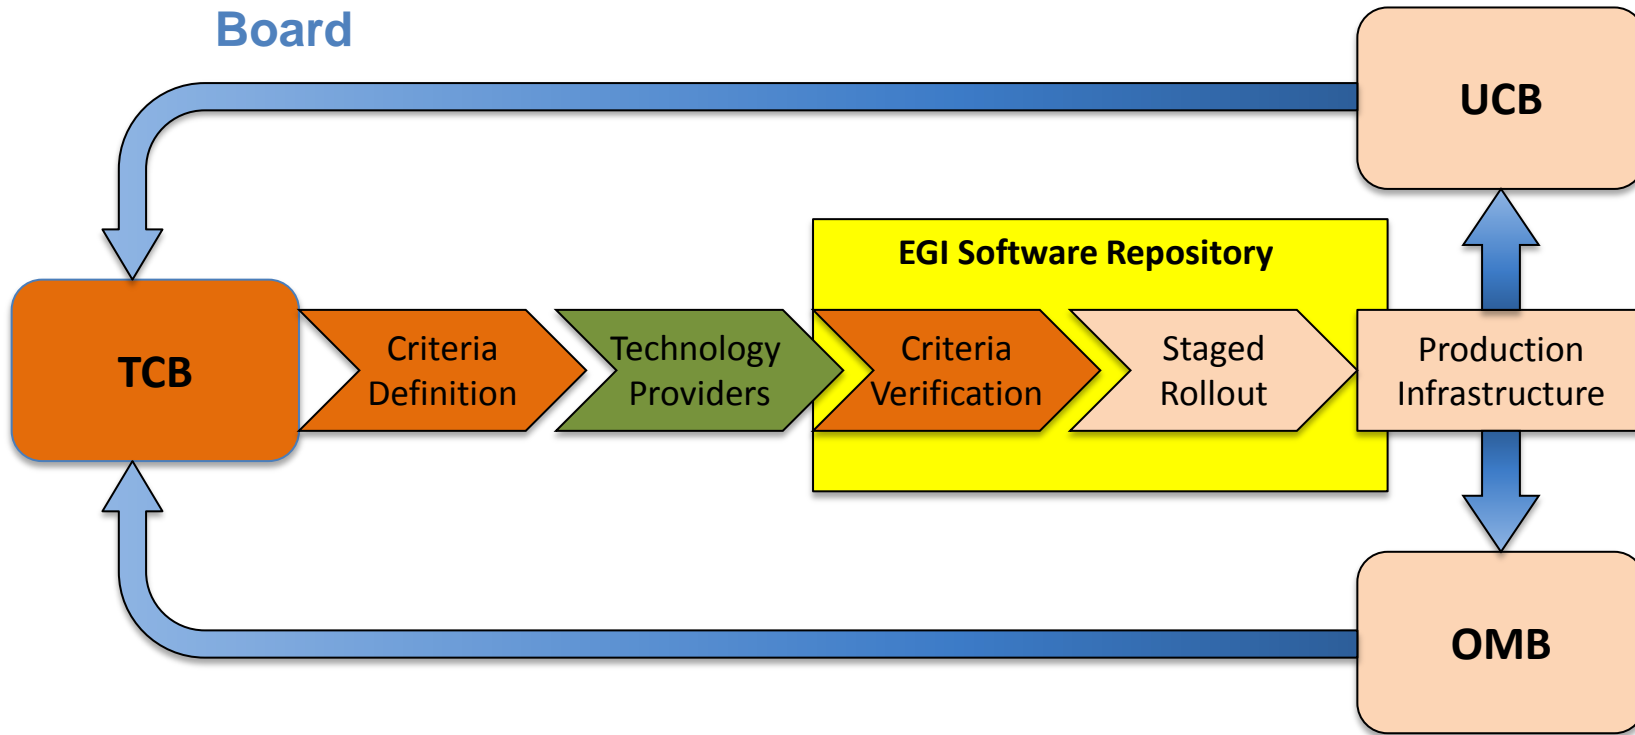 Board
UCB
EGI Software Repository
TCB
Criteria
Definition
Technology
Providers
Criteria
Verification
Staged
Rollout
Production
Infrastructure
OMB